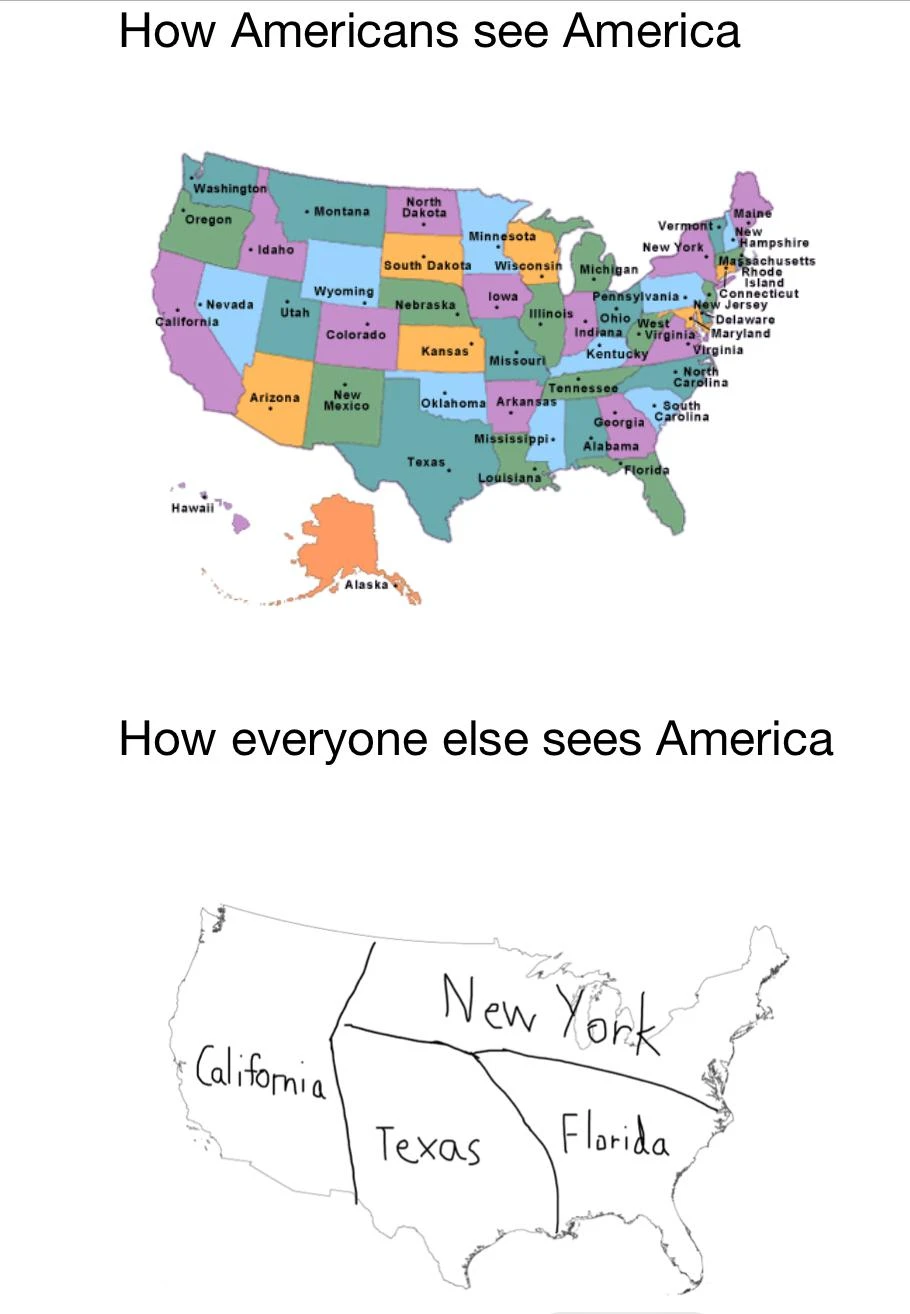 How Americans see America
Washington
Oregon
Idaho
Montana
North
Dakota
Minnesota
South Dakota
Wisconsin
Michigan
Vermont
Maine
New
Hampshire
New York
Massachusetts
Rhode
Island
Connecticut
Pennsylvania
New Jersey
Delaware
Maryland
California
Nevada
Utah
Wyoming
Colorado
Nebraska
Iowa
Illinois
Indiana
Ohio
West
Virginia
Virginia
Kansas
Missouri
Kentucky
North
Carolina
Tennessee
South
Carolina
Arizona
New
Mexico
Oklahoma
Arkansas
Georgia
Alabama
Mississippi
Texas
Louisiana
Florida
Hawaii
Alaska
How everyone else sees America
New York
California
Texas
Florida